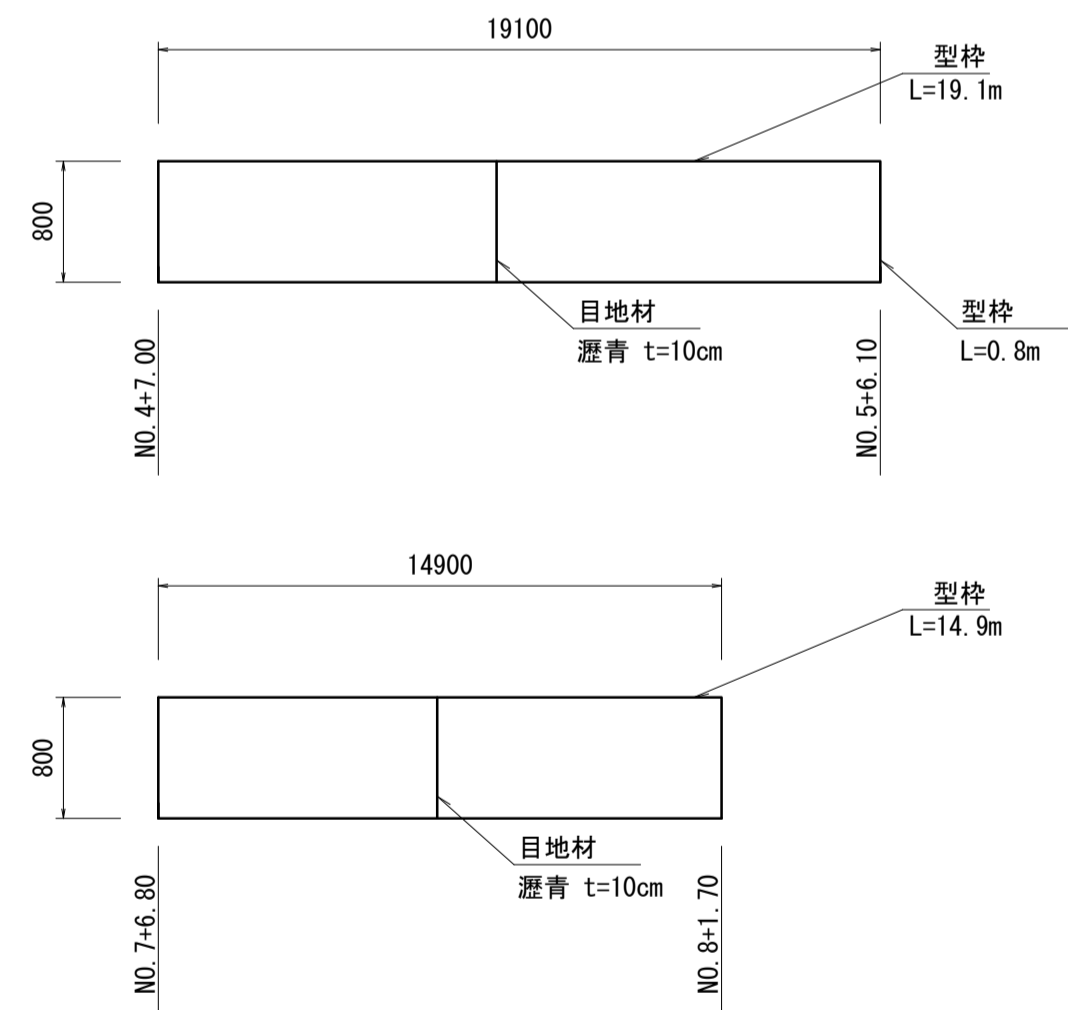 19100
型枠
L=19.1m
800
目地材
瀝青 t=10cm
型枠
L=0.8m
NO.4+7.00
NO.5+6.10
14900
型枠
L=14.9m
800
目地材
瀝青 t=10cm
NO.7+6.80
NO.8+1.70